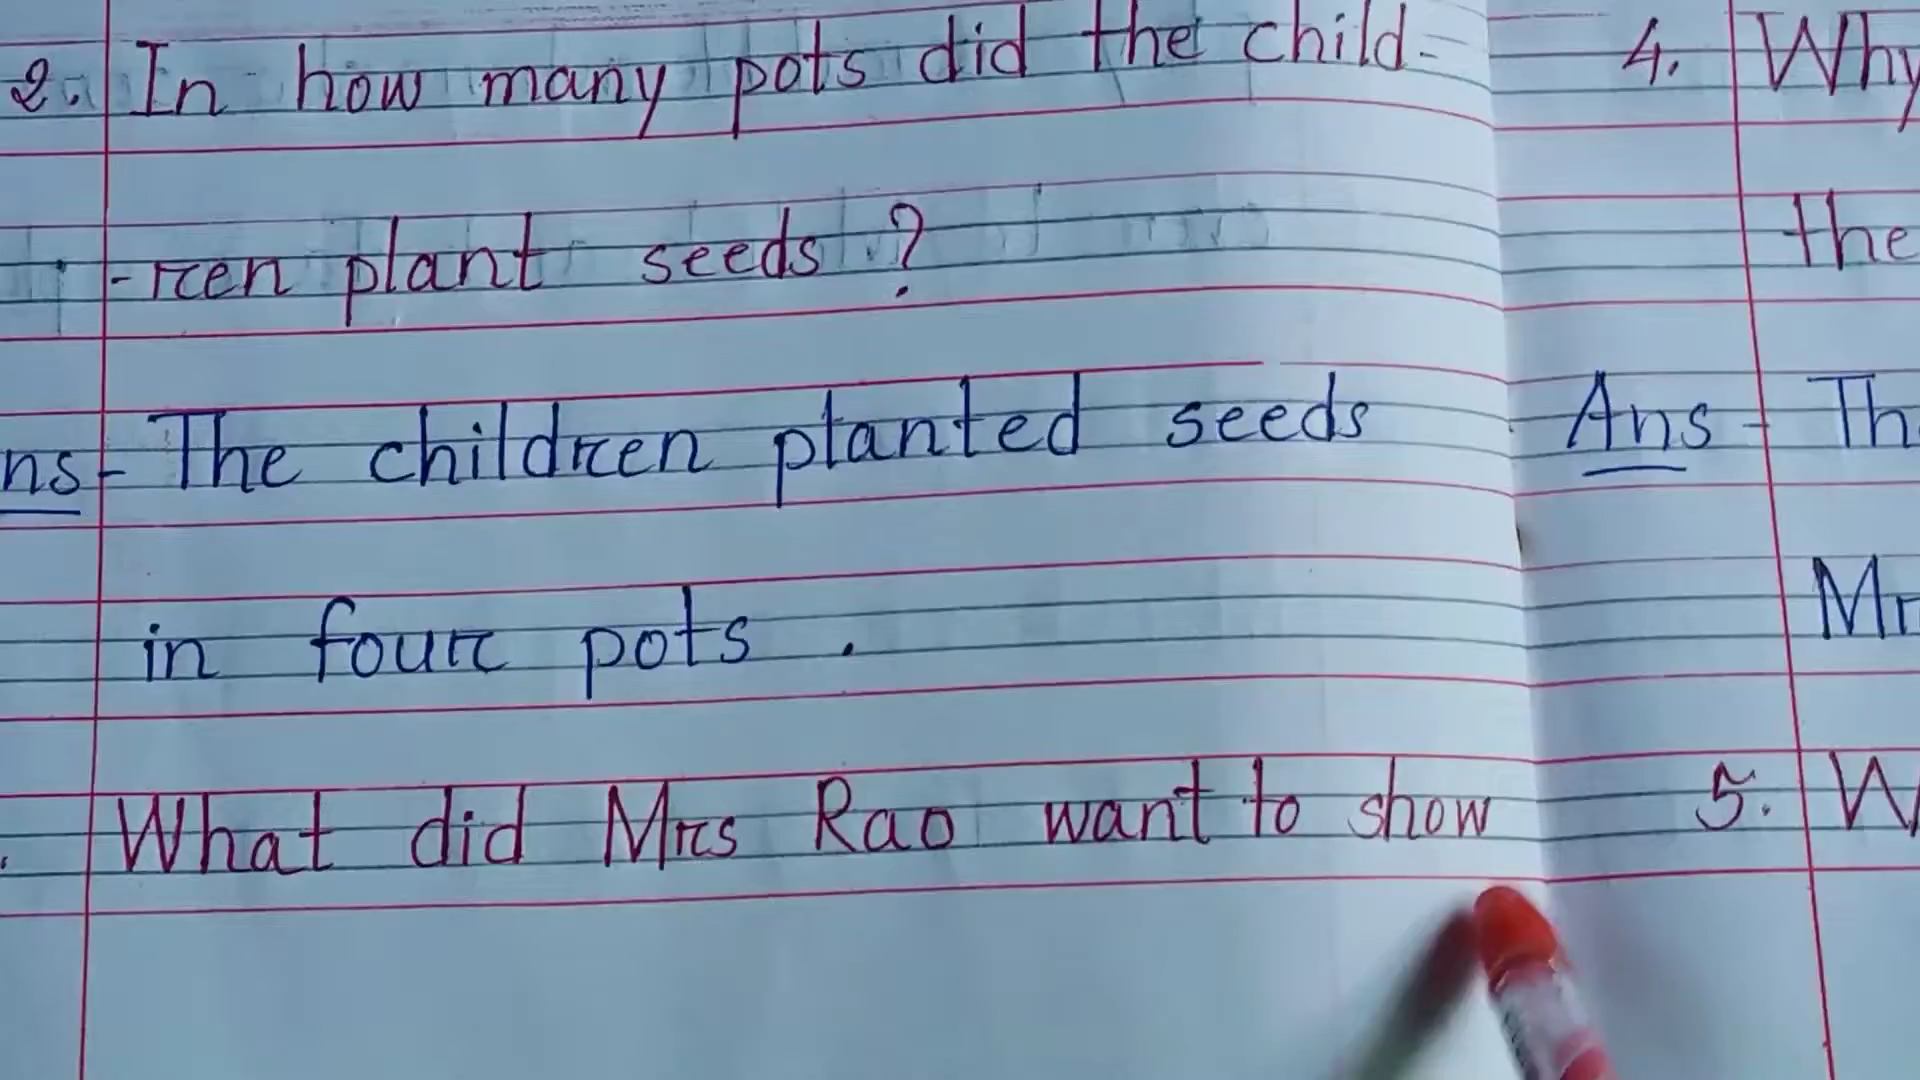 2. In how many pots did the child-
-ren plant seeds ?
ns - The children planted seeds
in four pots .
. What did Mrs Rao want to show
4. Why
the
Ans - Th
Mr
5. W